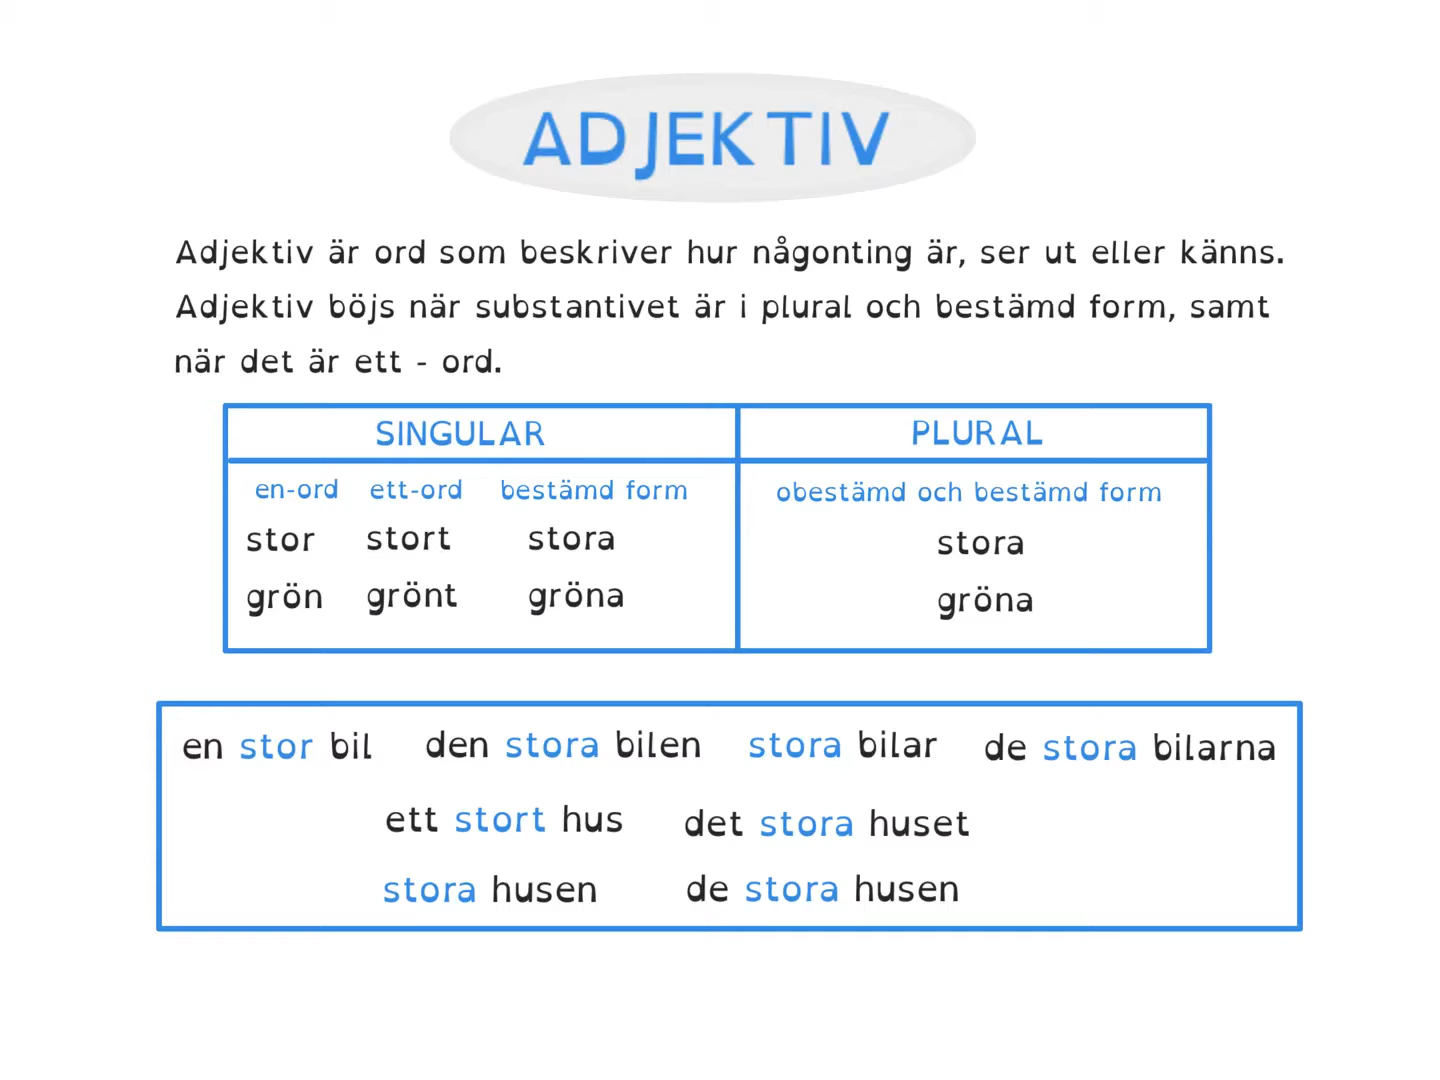 ADJEKTIV
Adjektiv är ord som beskriver hur någonting är, ser ut eller känns.
Adjektiv böjs när substantivet är i plural och bestämd form, samt
när det är ett - ord.
SINGULAR PLURAL
en-ord ett-ord bestämd form obestämd och bestämd form
stor stort stora stora
grön grönt gröna gröna
en stor bil den stora bilen stora bilar de stora bilarna
ett stort hus det stora huset
stora husen de stora husen